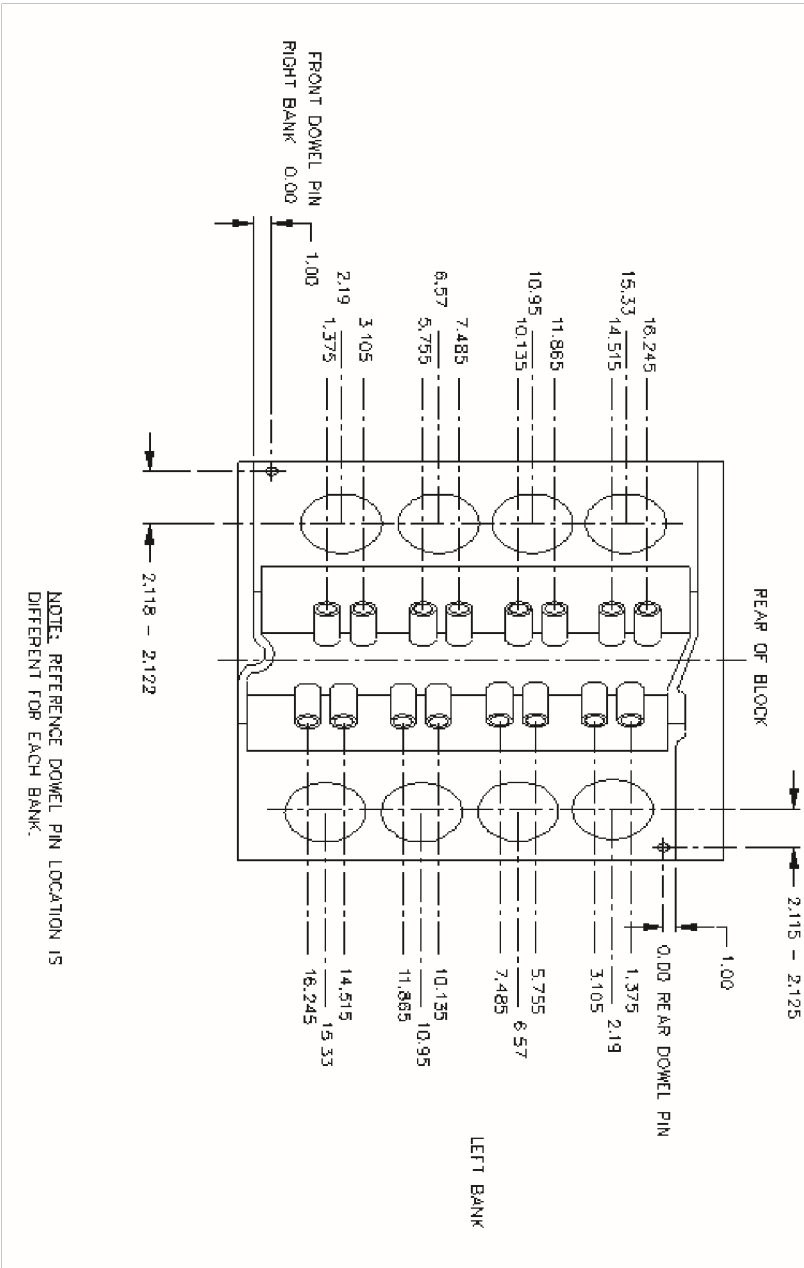 2.115 - 2.125
REAR OF BLOCK
1.00
0.00 REAR DOWEL PIN
16.245
15.33
14.515
11.865
10.95
10.135
7.485
6.57
5.755
3.105
2.19
1.375
1.00
FRONT DOWEL PIN
RIGHT BANK 0.00
1.375
2.19
3.105
5.755
6.57
7.485
LEFT BANK
10.135
10.95
11.865
14.515
15.33
16.245
2.118 - 2.122
NOTE: REFERENCE DOWEL PIN LOCATION IS
DIFFERENT FOR EACH BANK.